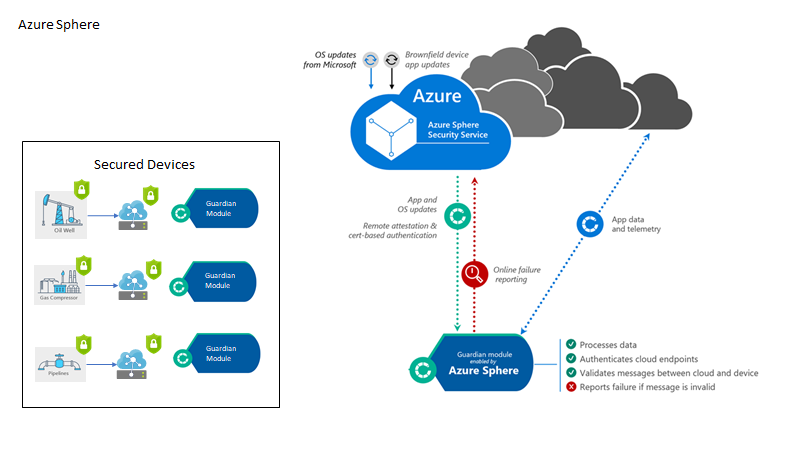 Azure Sphere
OS updates
from Microsoft
Brownfield device
app updates
Azure
Azure Sphere
Security Service
Secured Devices
Oil Well
Guardian
Module
Gas Compressor
Guardian
Module
Pipelines
Guardian
Module
App and
OS updates
Remote attestation &
cert-based authentication
App data
and telemetry
Online failure
reporting
Guardian module
enabled by
Azure Sphere
Processes data
Authenticates cloud endpoints
Validates messages between cloud and device
Reports failure if message is invalid